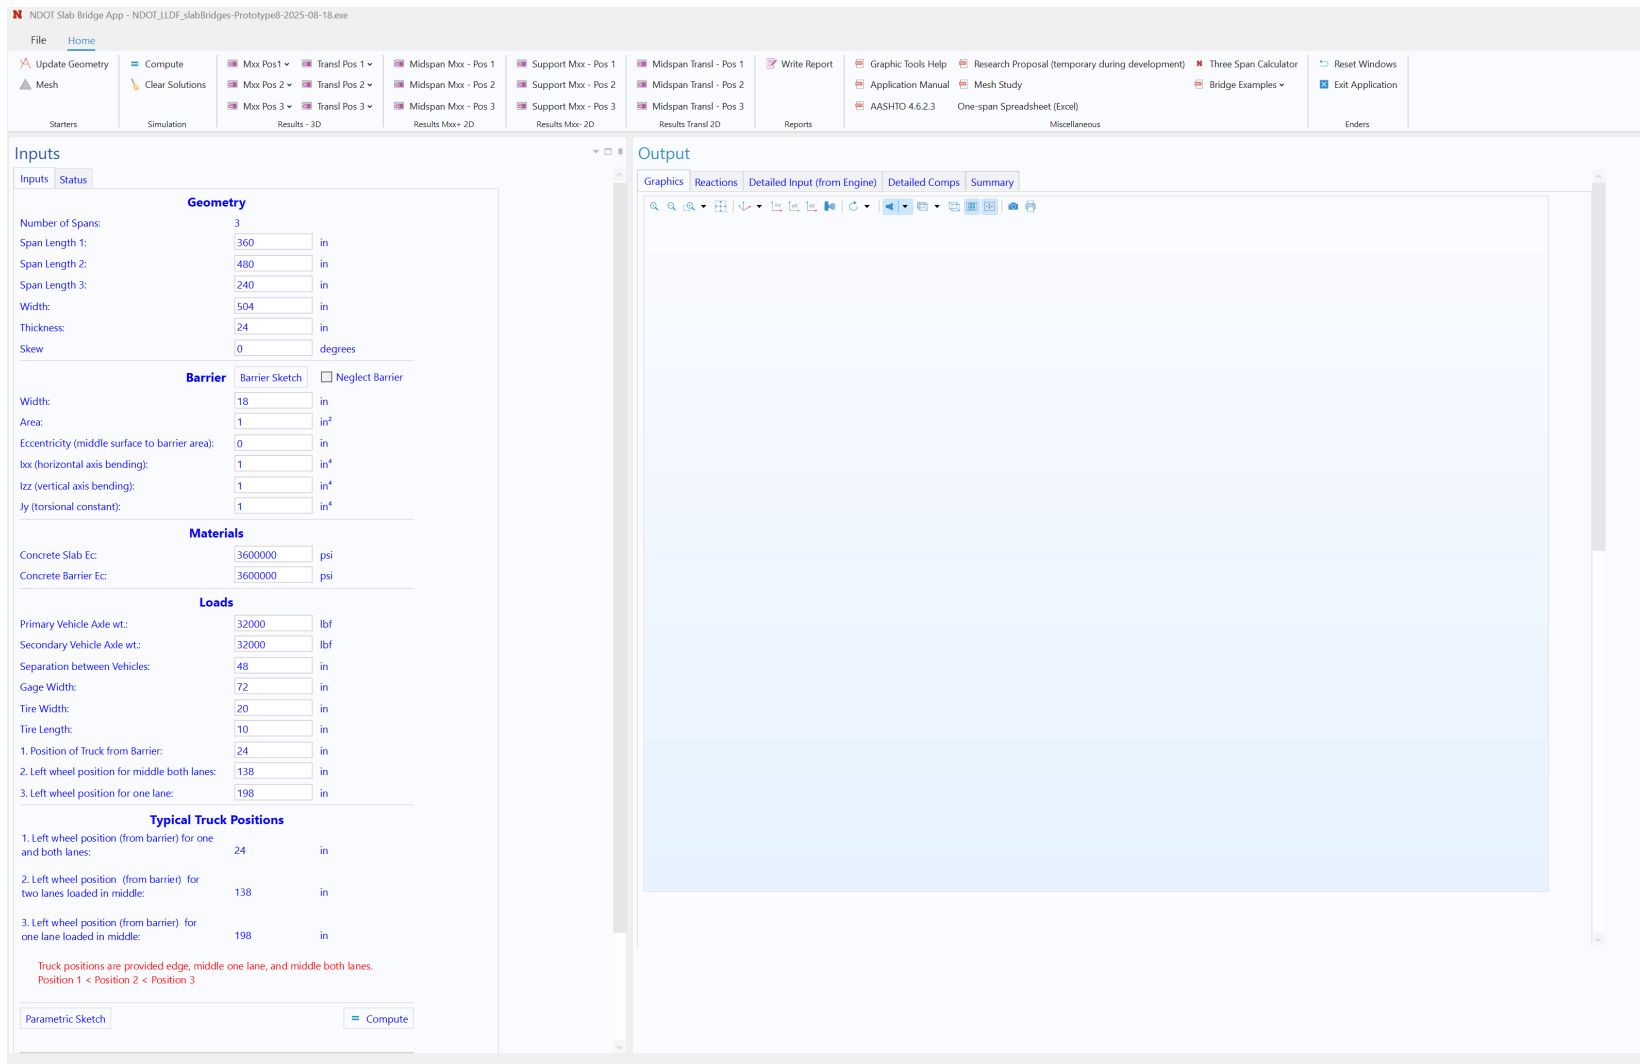 NDOT Slab Bridge App - NDOT_LLDF_slabBridges-Prototype8-2025-08-18.exe
File Home
Update Geometry Compute Mxx Pos1 Transl Pos 1 Midspan Mxx - Pos 1 Support Mxx - Pos 1 Midspan Transl - Pos 1 Write Report Graphic Tools Help Research Proposal (temporary during development) Three Span Calculator Reset Windows
Mesh Clear Solutions Mxx Pos 2 Transl Pos 2 Midspan Mxx - Pos 2 Support Mxx - Pos 2 Midspan Transl - Pos 2 Application Manual Mesh Study Bridge Examples Exit Application
Mxx Pos 3 Transl Pos 3 Midspan Mxx - Pos 3 Support Mxx - Pos 3 Midspan Transl - Pos 3 AASHTO 4.6.2.3 One-span Spreadsheet (Excel)
Starters Simulation Results - 3D Results Mxx+ 2D Results Mxx- 2D Results Transl 2D Reports Miscellaneous Enders
Inputs
Inputs Status
Geometry
Number of Spans: 3
Span Length 1: 360 in
Span Length 2: 480 in
Span Length 3: 240 in
Width: 504 in
Thickness: 24 in
Skew 0 degrees
Barrier Barrier Sketch Neglect Barrier
Width: 18 in
Area: 1 in²
Eccentricity (middle surface to barrier area): 0 in
Ixx (horizontal axis bending): 1 in⁴
Izz (vertical axis bending): 1 in⁴
Jy (torsional constant): 1 in⁴
Materials
Concrete Slab Ec: 3600000 psi
Concrete Barrier Ec: 3600000 psi
Loads
Primary Vehicle Axle wt.: 32000 lbf
Secondary Vehicle Axle wt.: 32000 lbf
Separation between Vehicles: 48 in
Gage Width: 72 in
Tire Width: 20 in
Tire Length: 10 in
1. Position of Truck from Barrier: 24 in
2. Left wheel position for middle both lanes: 138 in
3. Left wheel position for one lane: 198 in
Typical Truck Positions
1. Left wheel position (from barrier) for one
and both lanes: 24 in
2. Left wheel position (from barrier) for
two lanes loaded in middle: 138 in
3. Left wheel position (from barrier) for
one lane loaded in middle: 198 in
Truck positions are provided edge, middle one lane, and middle both lanes.
Position 1 < Position 2 < Position 3
Parametric Sketch Compute
Output
Graphics Reactions Detailed Input (from Engine) Detailed Comps Summary